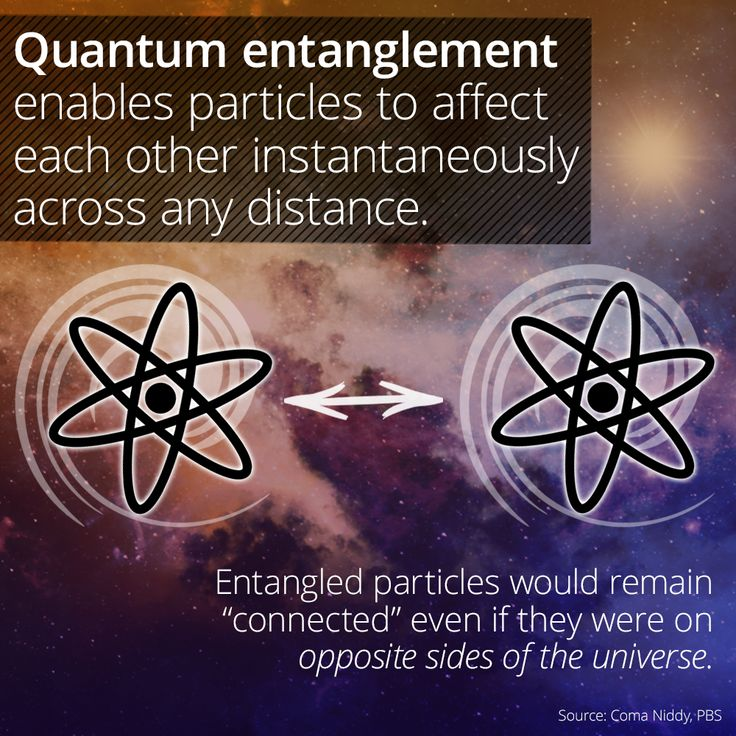 Quantum entanglement
enables particles to affect
each other instantaneously
across any distance.
Entangled particles would remain
“connected” even if they were on
opposite sides of the universe.
Source: Coma Niddy, PBS